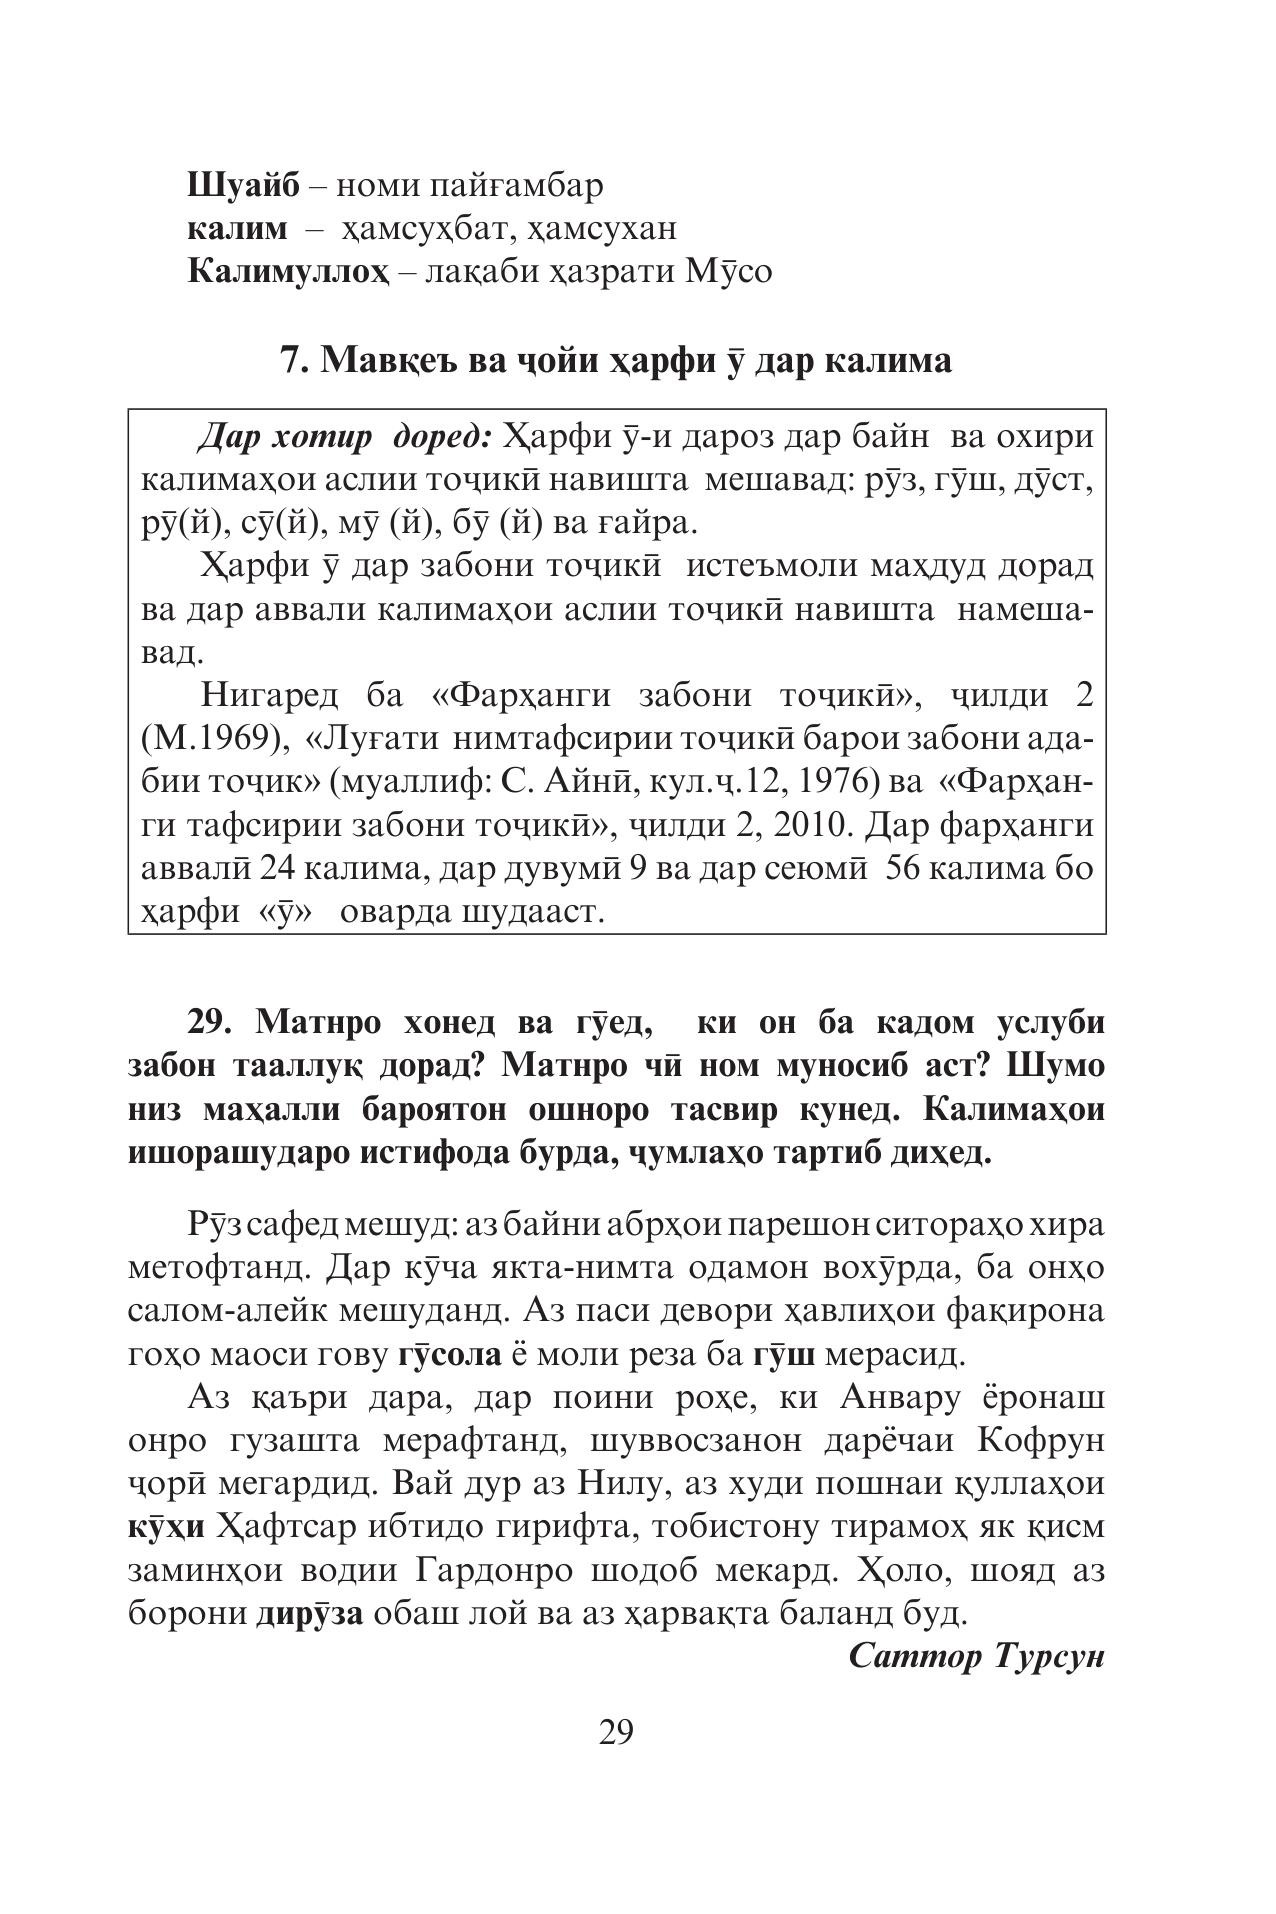 Шуайб – номи пайғамбар
калим – ҳамсуҳбат, ҳамсухан
Калимуллоҳ – лақаби ҳазрати Мӯсо
7. Мавқеъ ва ҷойи ҳарфи ӯ дар калима
Дар хотир доред: Ҳарфи ӯ-и дароз дар байн ва охири
калимаҳои аслии тоҷикӣ навишта мешавад: рӯз, гӯш, дӯст,
рӯ(й), сӯ(й), мӯ (й), бӯ (й) ва ғайра.
Ҳарфи ӯ дар забони тоҷикӣ истеъмоли маҳдуд дорад
ва дар аввали калимаҳои аслии тоҷикӣ навишта намеша-
вад.
Нигаред ба «Фарҳанги забони тоҷикӣ», ҷилди 2
(М.1969), «Луғати нимтафсирии тоҷикӣ барои забони ада-
бии тоҷик» (муаллиф: С. Айнӣ, кул.ҷ.12, 1976) ва «Фарҳан-
ги тафсирии забони тоҷикӣ», ҷилди 2, 2010. Дар фарҳанги
аввалӣ 24 калима, дар дувумӣ 9 ва дар сеюмӣ 56 калима бо
ҳарфи «ӯ» оварда шудааст.
29. Матнро хонед ва гӯед, ки он ба кадом услуби
забон тааллуқ дорад? Матнро чӣ ном муносиб аст? Шумо
низ маҳалли бароятон ошноро тасвир кунед. Калимаҳои
ишорашударо истифода бурда, ҷумлаҳо тартиб диҳед.
Рӯз сафед мешуд: аз байни абрҳои парешон ситораҳо хира
метофтанд. Дар кӯча якта-нимта одамон вохӯрда, ба онҳо
салом-алейк мешуданд. Аз паси девори ҳавлиҳои фақирона
гоҳо маоси гову гӯсола ё моли реза ба гӯш мерасид.
Аз қаъри дара, дар поини роҳе, ки Анвару ёронаш
онро гузашта мерафтанд, шуввосзанон дарёчаи Кофрун
ҷорӣ мегардид. Вай дур аз Нилу, аз худи пошнаи қуллаҳои
кӯҳи Ҳафтсар ибтидо гирифта, тобистону тирамоҳ як қисм
заминҳои водии Гардонро шодоб мекард. Ҳоло, шояд аз
борони дирӯза обаш лой ва аз ҳарвақта баланд буд.
Саттор Турсун
29